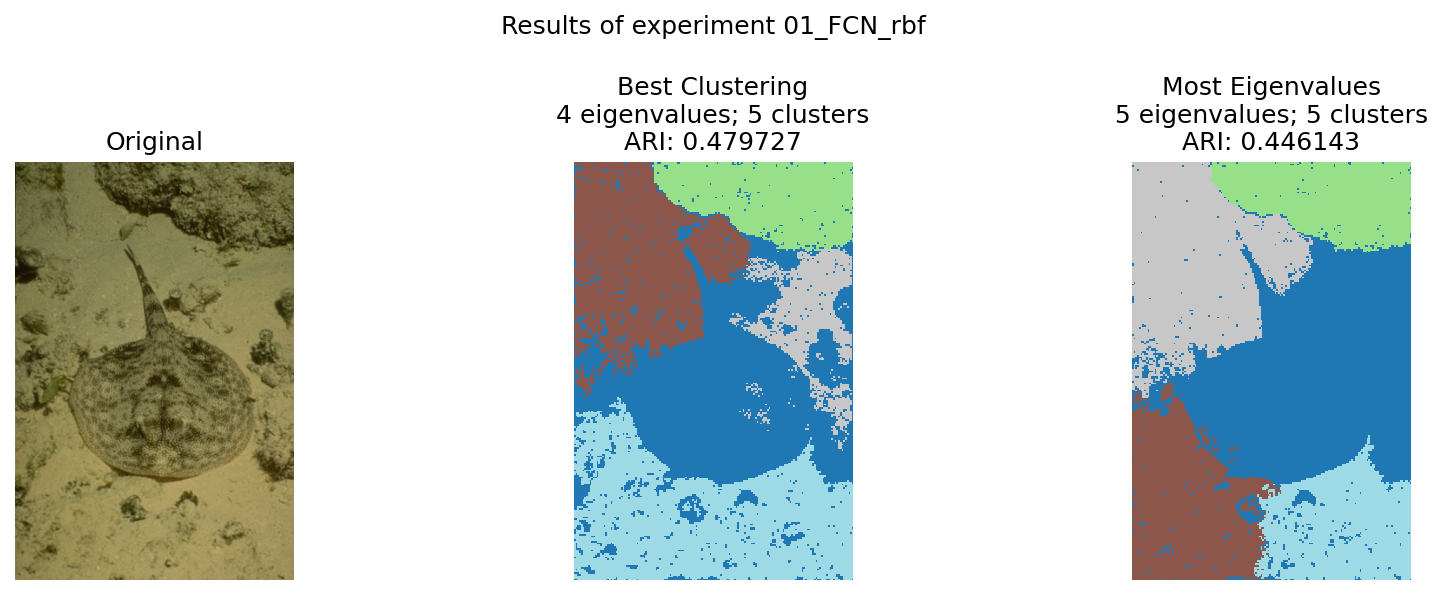 Results of experiment 01_FCN_rbf
Original
Best Clustering
4 eigenvalues; 5 clusters
ARI: 0.479727
Most Eigenvalues
5 eigenvalues; 5 clusters
ARI: 0.446143